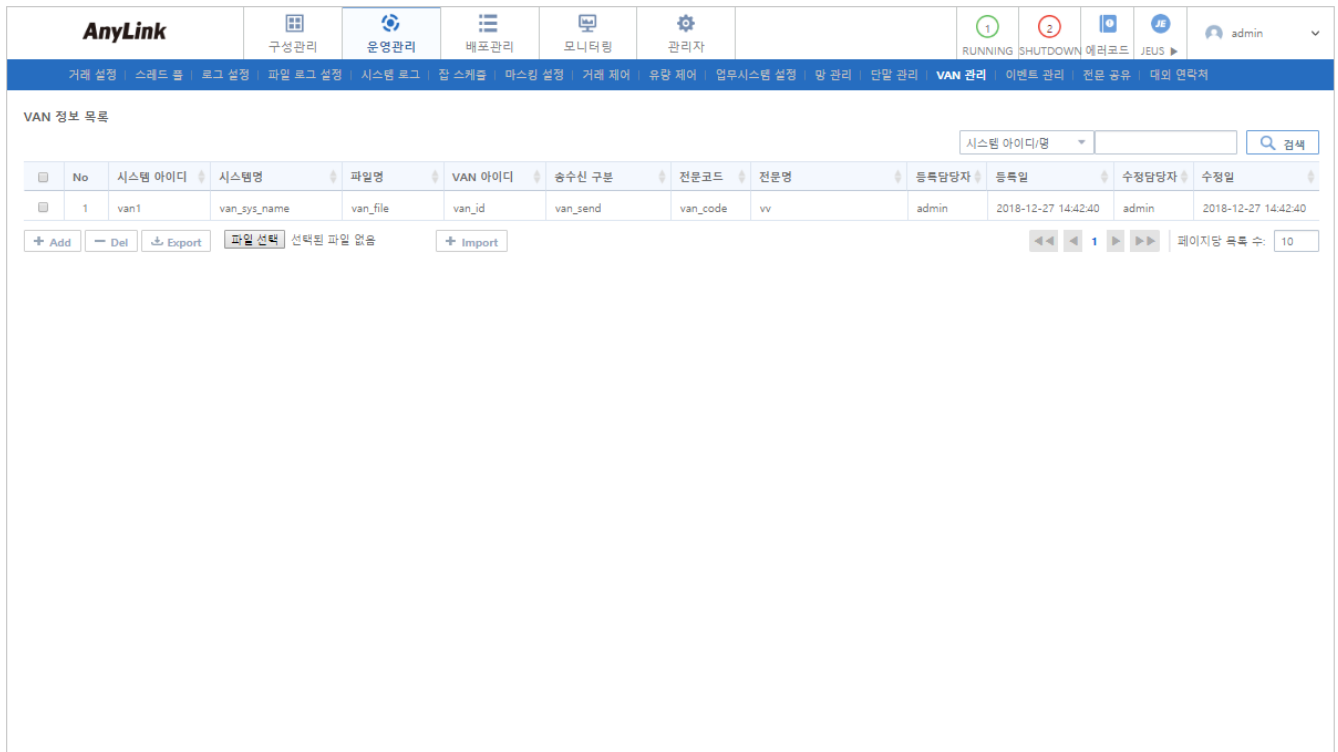 AnyLink
구성관리 운영관리 배포관리 모니터링 관리자
1 RUNNING 2 SHUTDOWN 에러코드 JE JEUS ▶ admin
거래 설정 | 스레드 풀 | 로그 설정 | 파일 로그 설정 | 시스템 로그 | 잡 스케줄 | 마스킹 설정 | 거래 제어 | 유량 제어 | 업무시스템 설정 | 망 관리 | 단말 관리 | VAN 관리 | 이벤트 관리 | 전문 공유 | 대외 연락처
VAN 정보 목록
시스템 아이디/명 검색
No 시스템 아이디 시스템명 파일명 VAN 아이디 송수신 구분 전문코드 전문명 등록담당자 등록일 수정담당자 수정일
1 van1 van_sys_name van_file van_id van_send van_code vv admin 2018-12-27 14:42:40 admin 2018-12-27 14:42:40
+ Add − Del Export 파일 선택 선택된 파일 없음 + Import ◀◀ ◀ 1 ▶ ▶▶ 페이지당 목록 수: 10